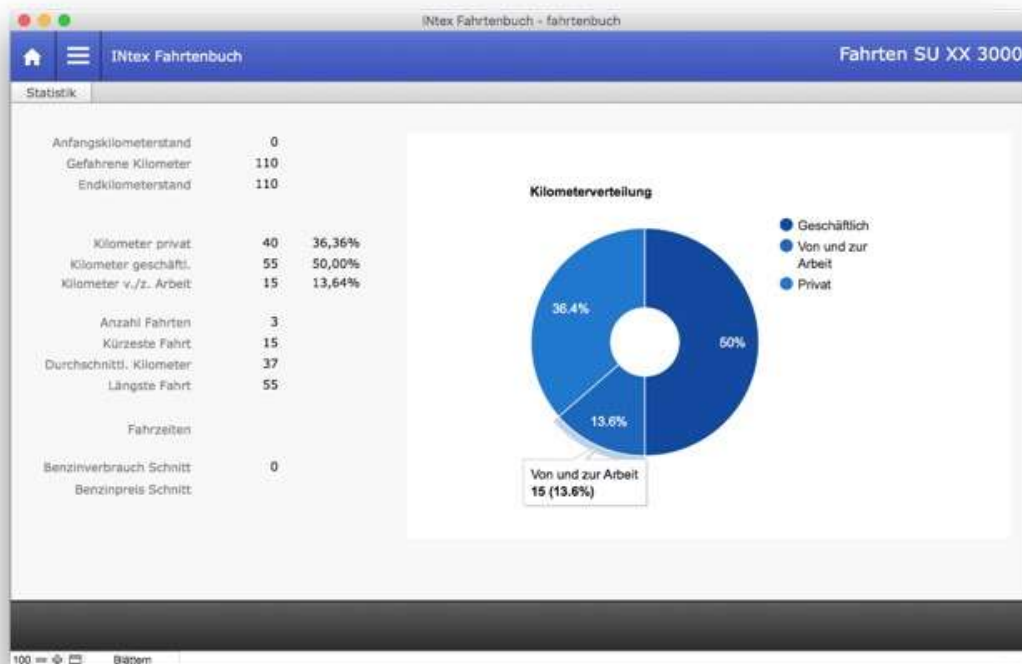 INtex Fahrtenbuch - fahrtenbuch
INtex Fahrtenbuch
Fahrten SU XX 3000
Statistik
Anfangskilometerstand 0
Gefahrene Kilometer 110
Endkilometerstand 110
Kilometer privat 40 36,36%
Kilometer geschäftl. 55 50,00%
Kilometer v./z. Arbeit 15 13,64%
Anzahl Fahrten 3
Kürzeste Fahrt 15
Durchschnittl. Kilometer 37
Längste Fahrt 55
Fahrzeiten
Benzinverbrauch Schnitt 0
Benzinpreis Schnitt
Kilometerverteilung
Geschäftlich
Von und zur
Arbeit
Privat
36.4%
50%
13.6%
Von und zur Arbeit
15 (13.6%)
100
Blättern